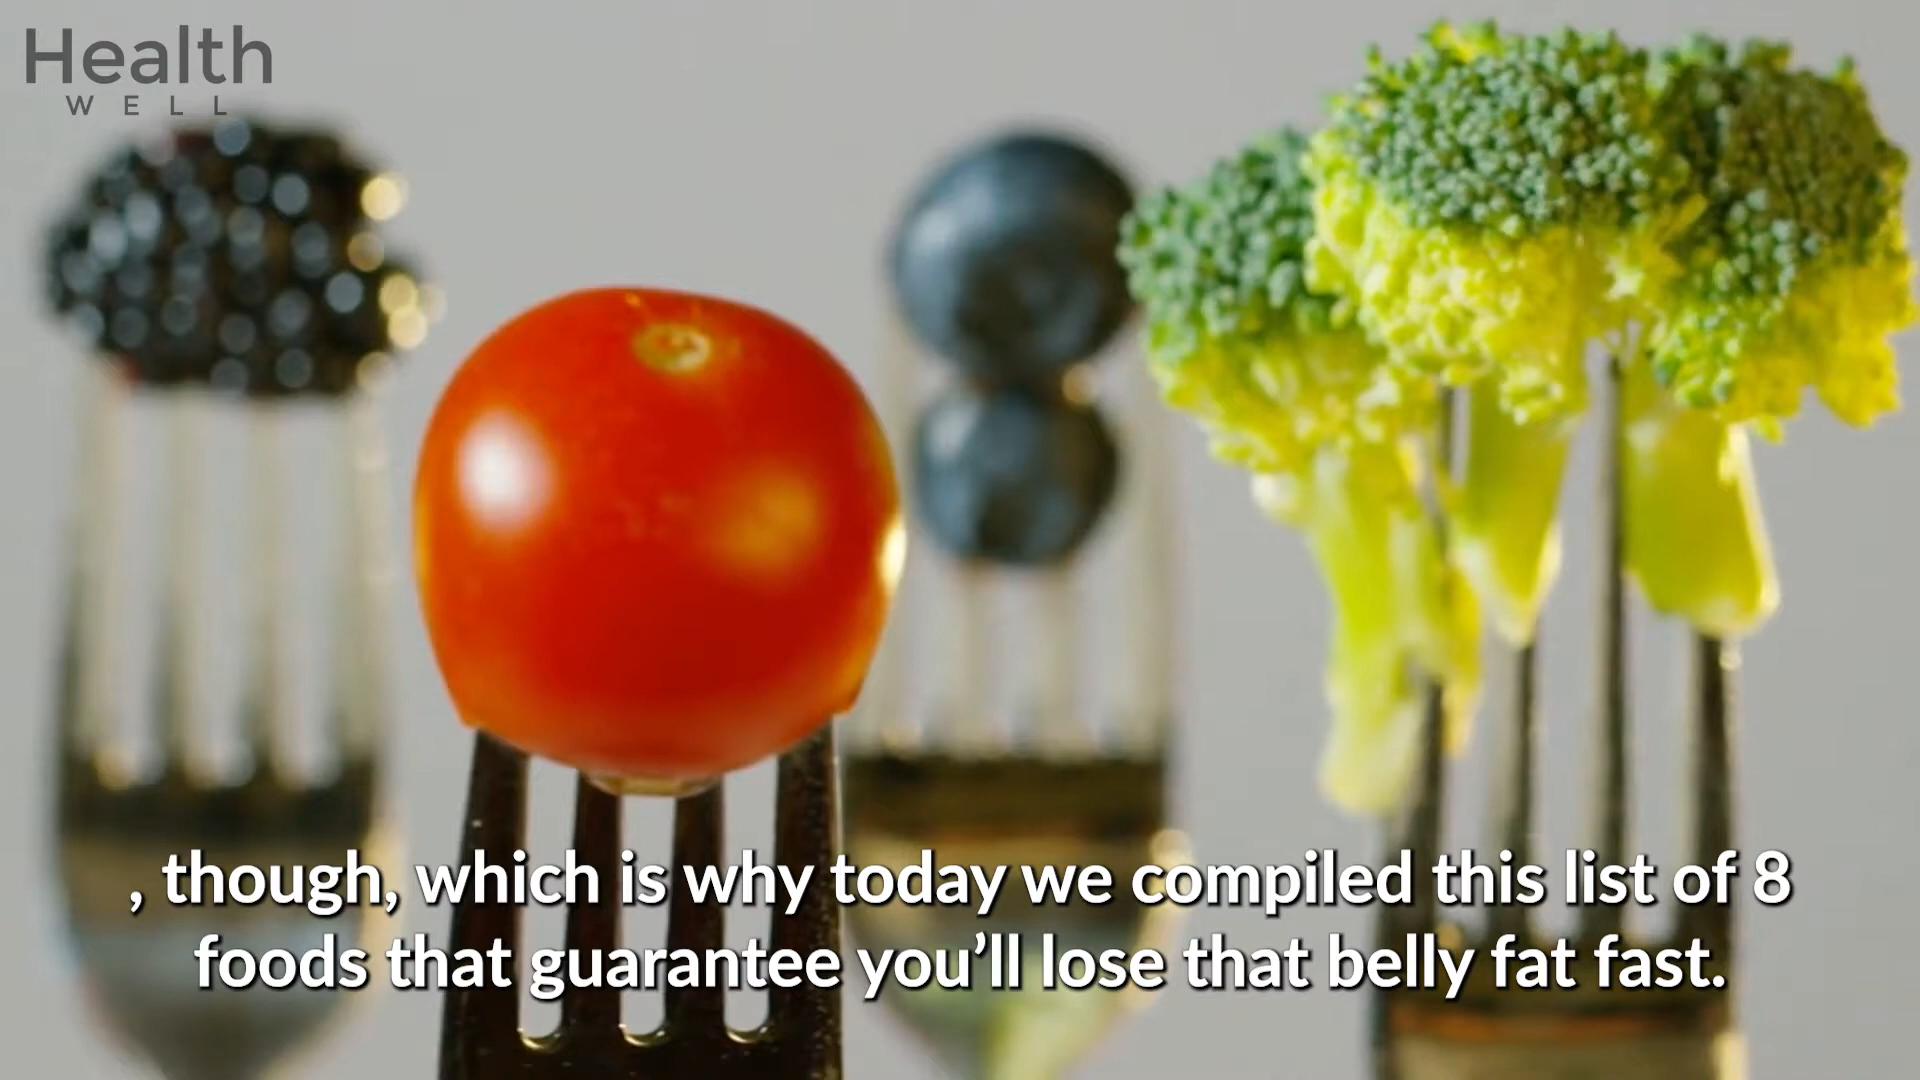 Health
WELL
, though, which is why today we compiled this list of 8
foods that guarantee you’ll lose that belly fat fast.